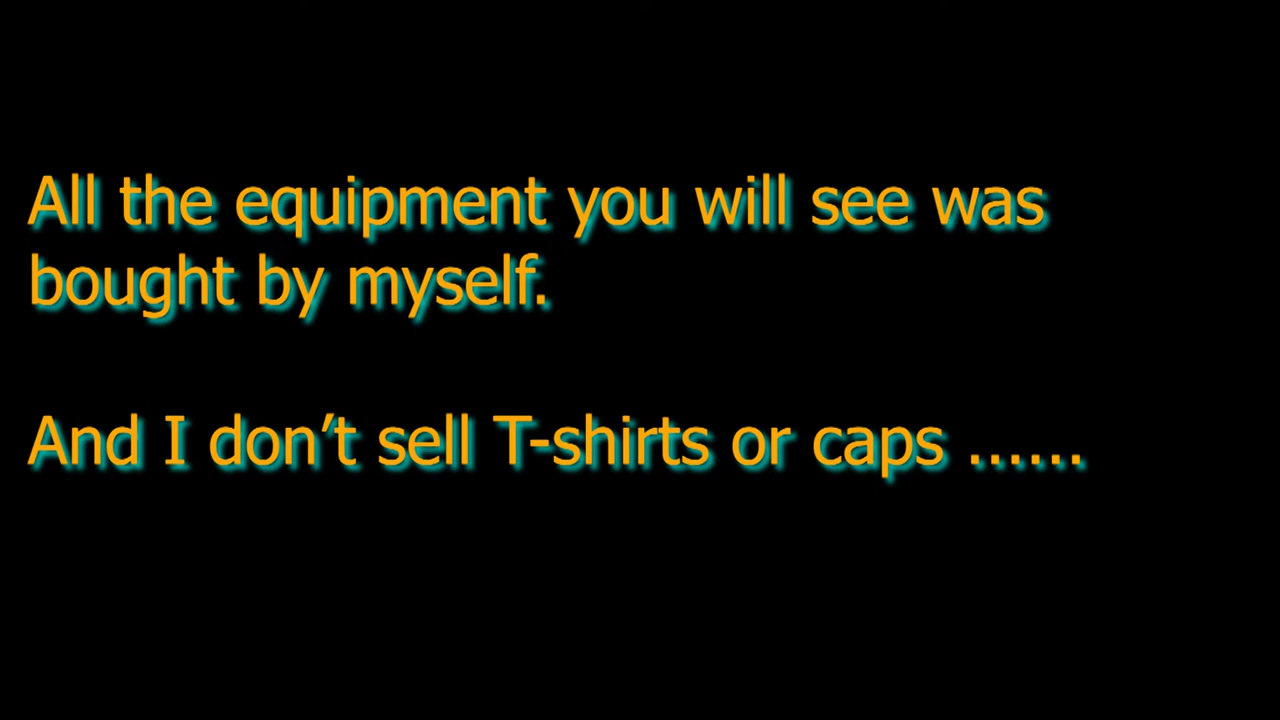 All the equipment you will see was
bought by myself.
And I don’t sell T-shirts or caps ......